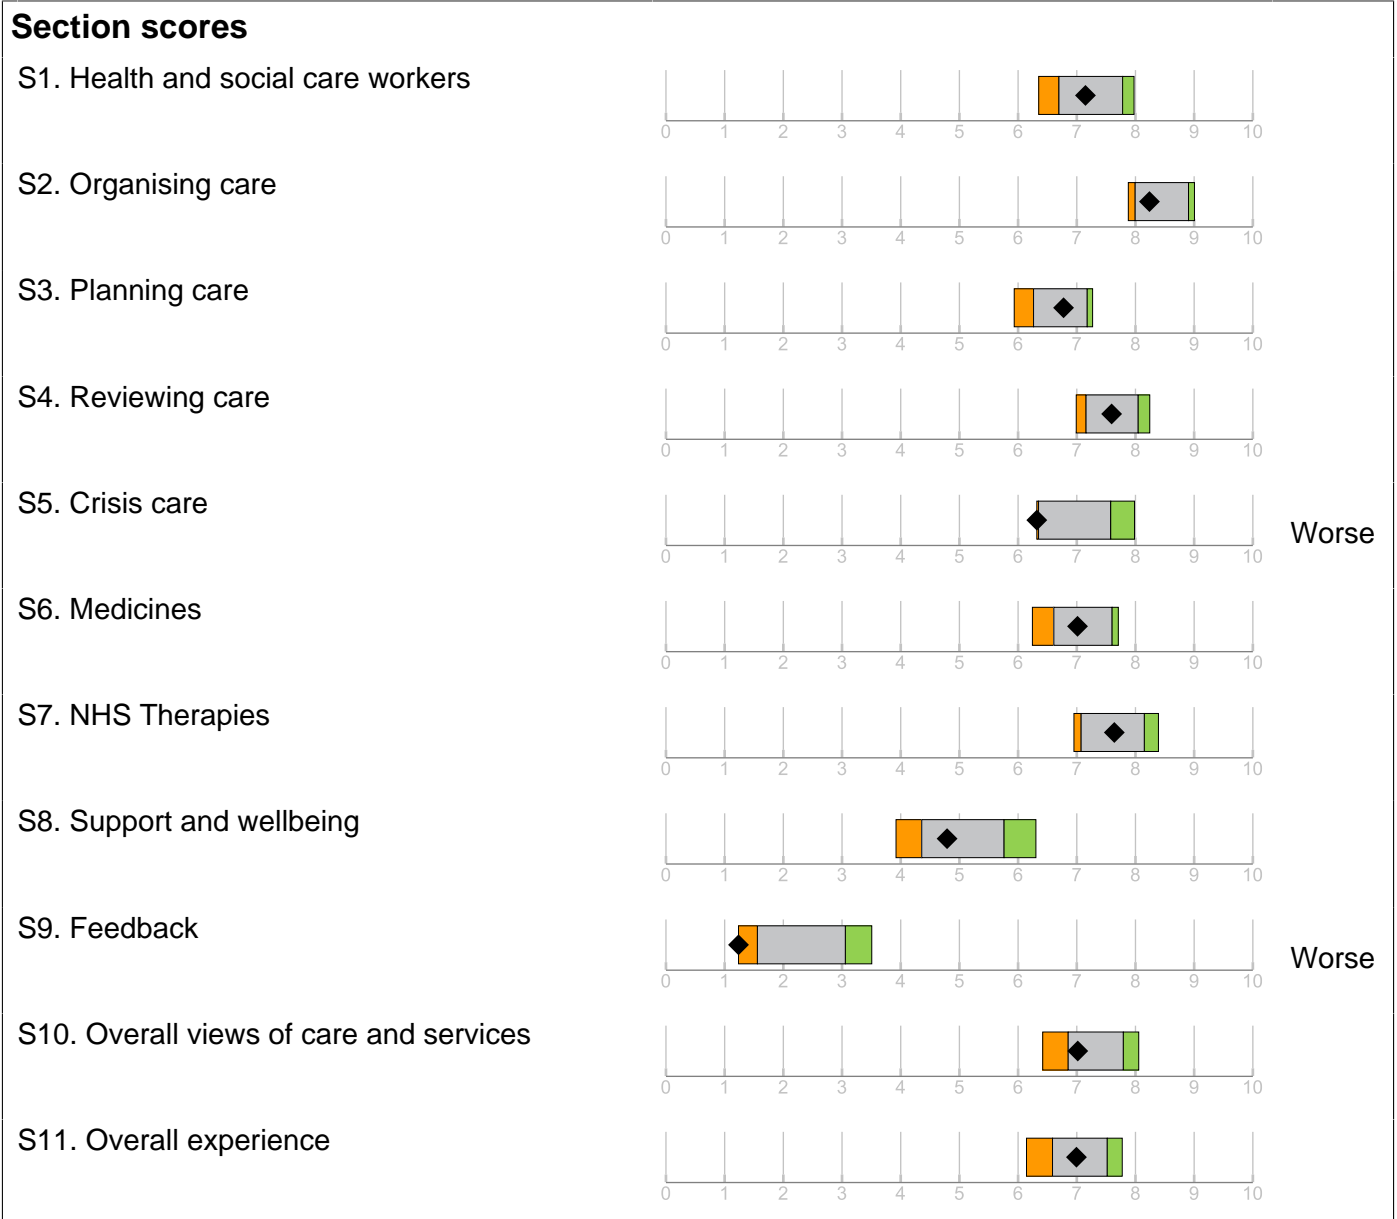 Section scores
S1. Health and social care workers
0 1 2 3 4 5 6 7 8 9 10
S2. Organising care
0 1 2 3 4 5 6 7 8 9 10
S3. Planning care
0 1 2 3 4 5 6 7 8 9 10
S4. Reviewing care
0 1 2 3 4 5 6 7 8 9 10
S5. Crisis care
Worse
0 1 2 3 4 5 6 7 8 9 10
S6. Medicines
0 1 2 3 4 5 6 7 8 9 10
S7. NHS Therapies
0 1 2 3 4 5 6 7 8 9 10
S8. Support and wellbeing
0 1 2 3 4 5 6 7 8 9 10
S9. Feedback
Worse
0 1 2 3 4 5 6 7 8 9 10
S10. Overall views of care and services
0 1 2 3 4 5 6 7 8 9 10
S11. Overall experience
0 1 2 3 4 5 6 7 8 9 10